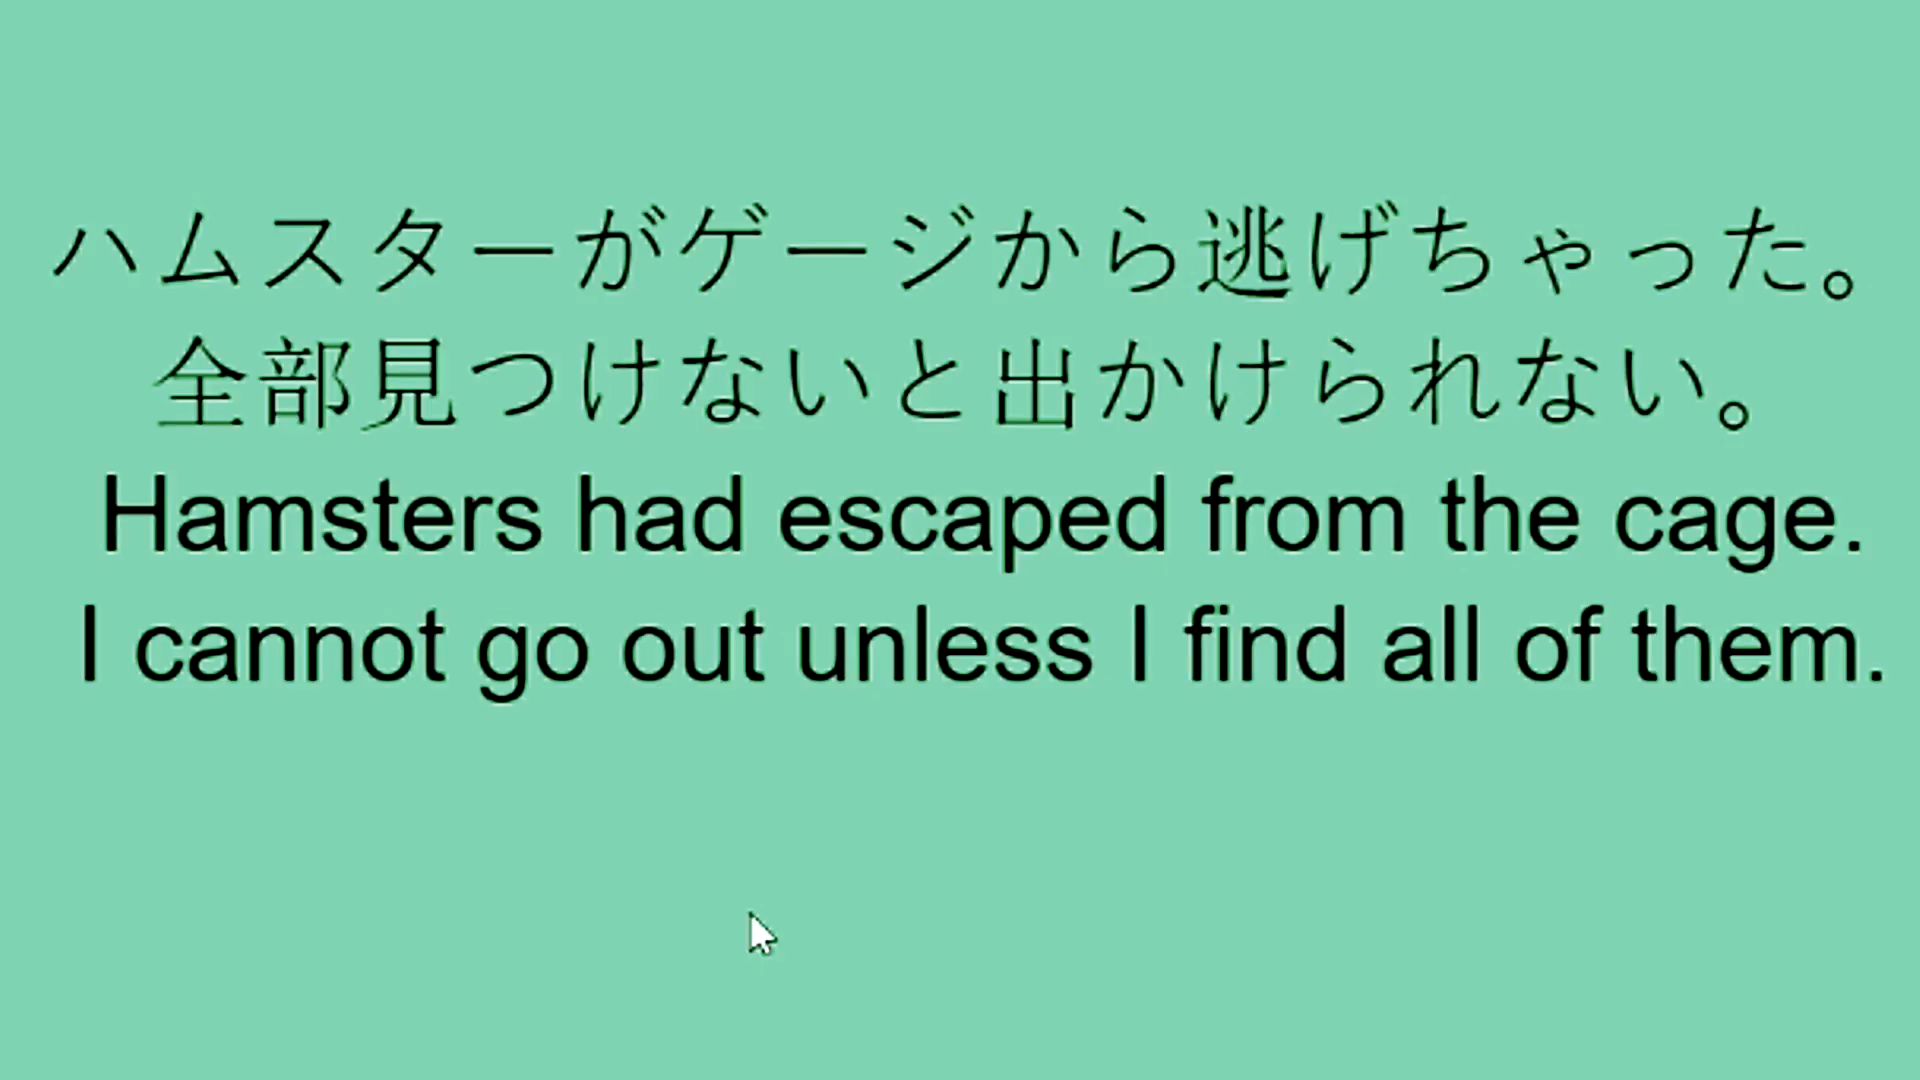 ハムスターがゲージから逃げちゃった。
全部見つけないと出かけられない。
Hamsters had escaped from the cage.
I cannot go out unless I find all of them.